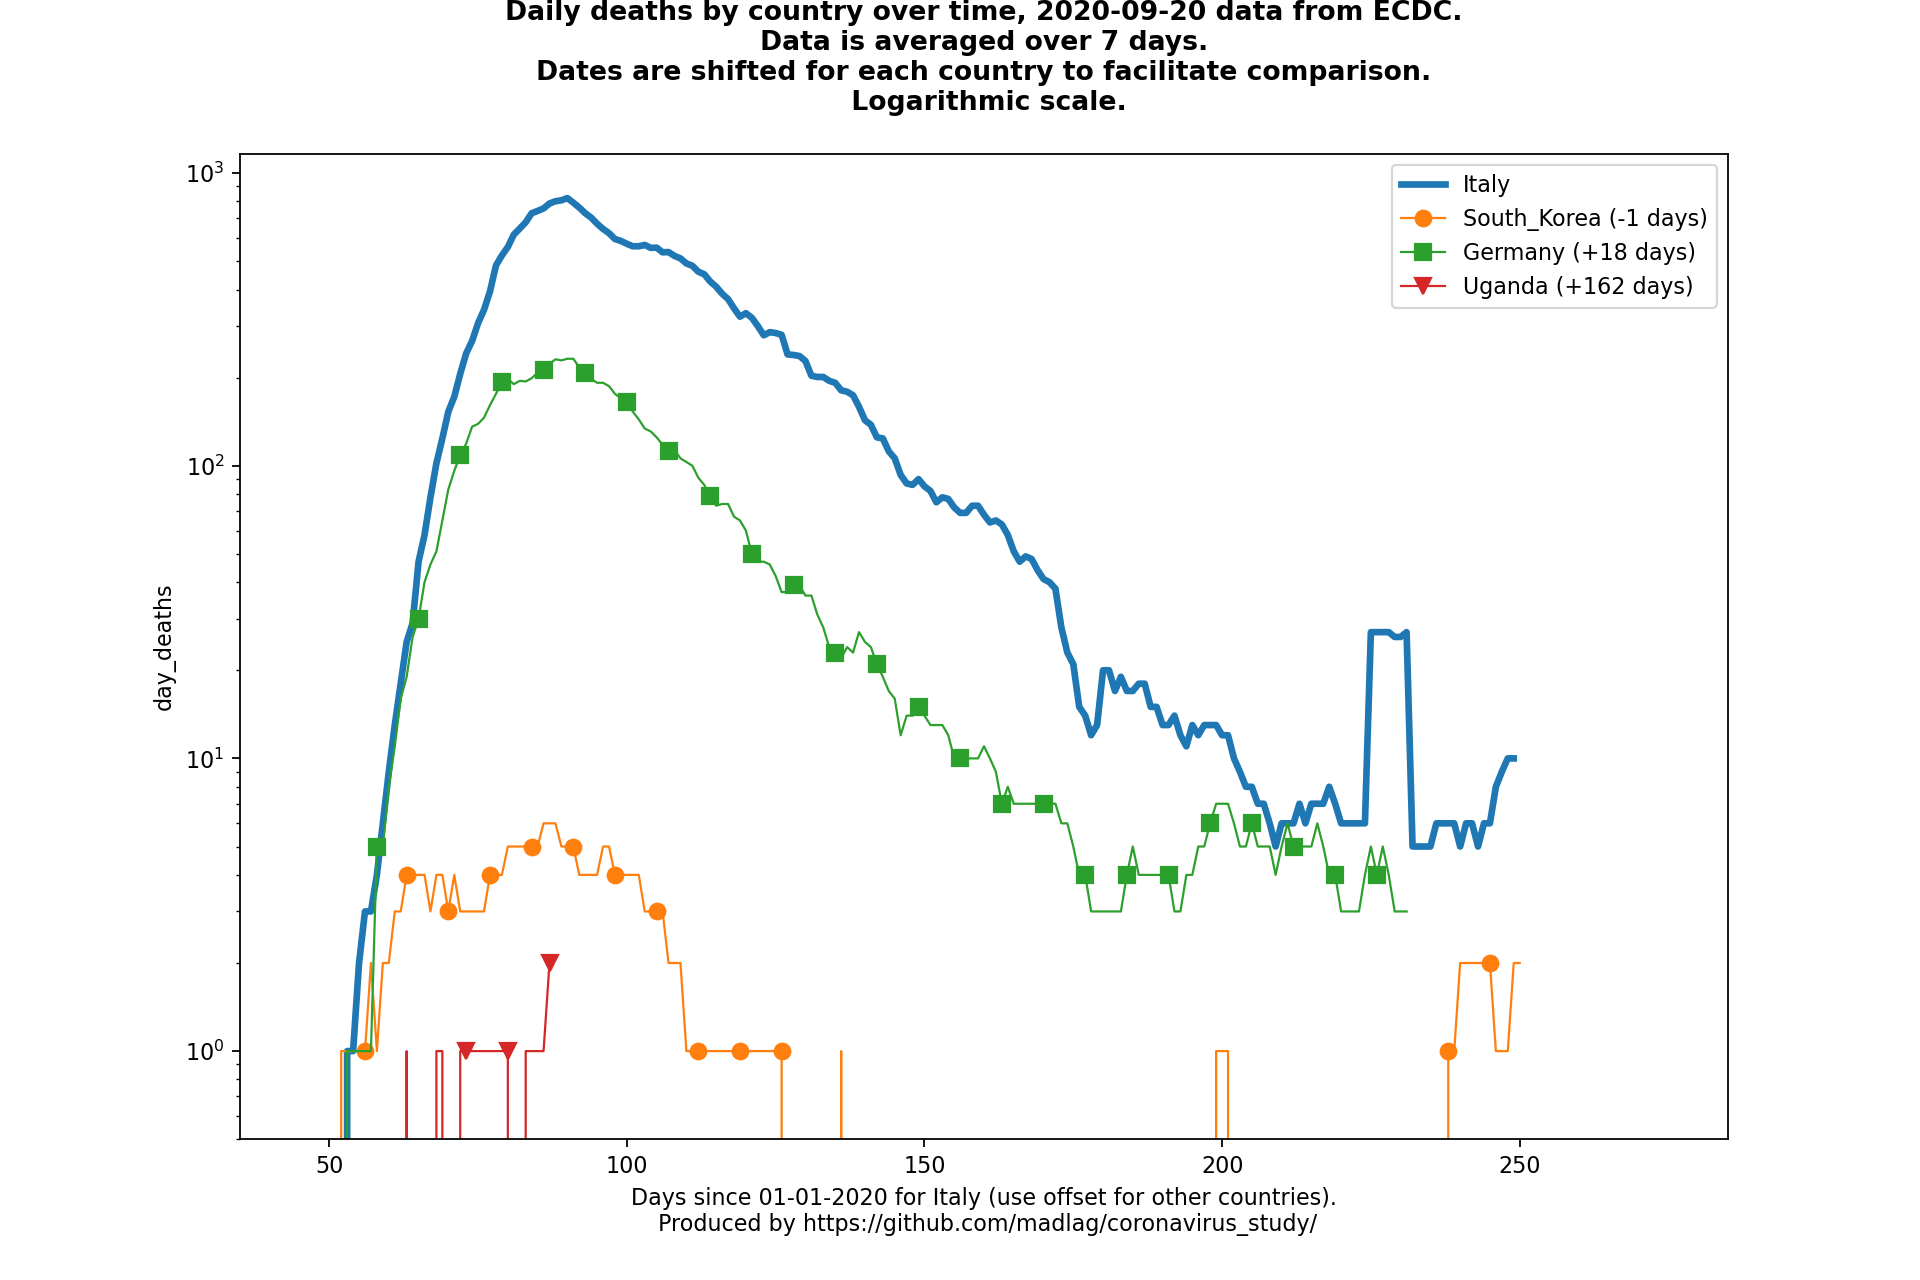 Daily deaths by country over time, 2020-09-20 data from ECDC.
Data is averaged over 7 days.
Dates are shifted for each country to facilitate comparison.
Logarithmic scale.
10³
10²
10¹
10⁰
day_deaths
Italy
South_Korea (-1 days)
Germany (+18 days)
Uganda (+162 days)
50 100 150 200 250
Days since 01-01-2020 for Italy (use offset for other countries).
Produced by https://github.com/madlag/coronavirus_study/